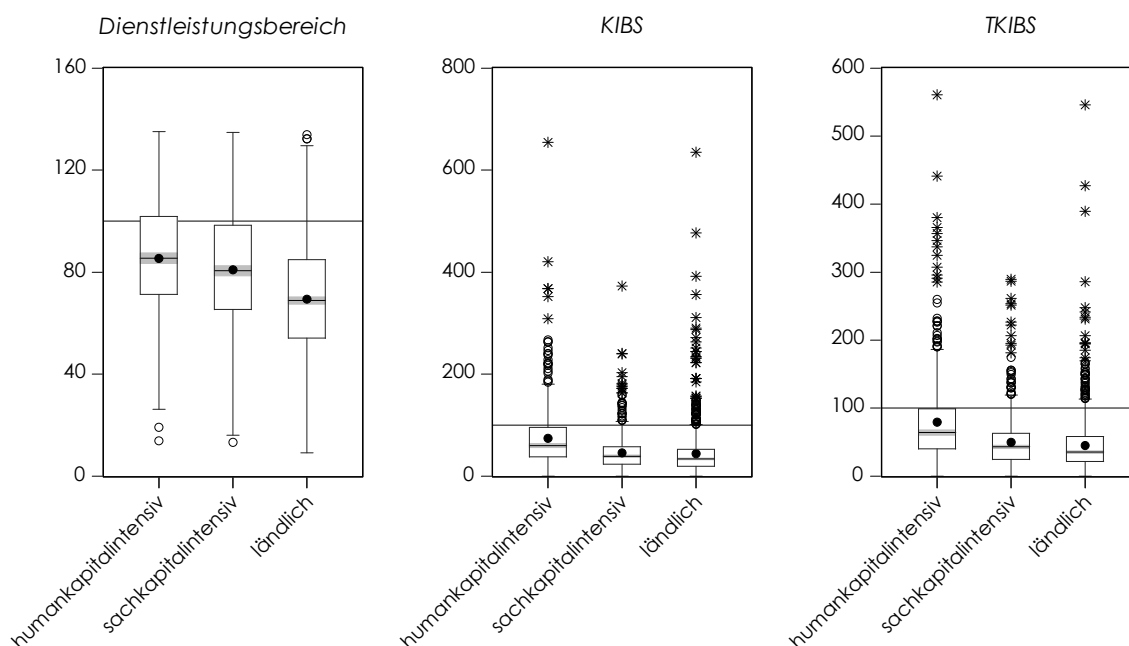 Dienstleistungsbereich
160
120
80
40
0
humankapitalintensiv
sachkapitalintensiv
ländlich
KIBS
800
600
400
200
0
humankapitalintensiv
sachkapitalintensiv
ländlich
TKIBS
600
500
400
300
200
100
0
humankapitalintensiv
sachkapitalintensiv
ländlich